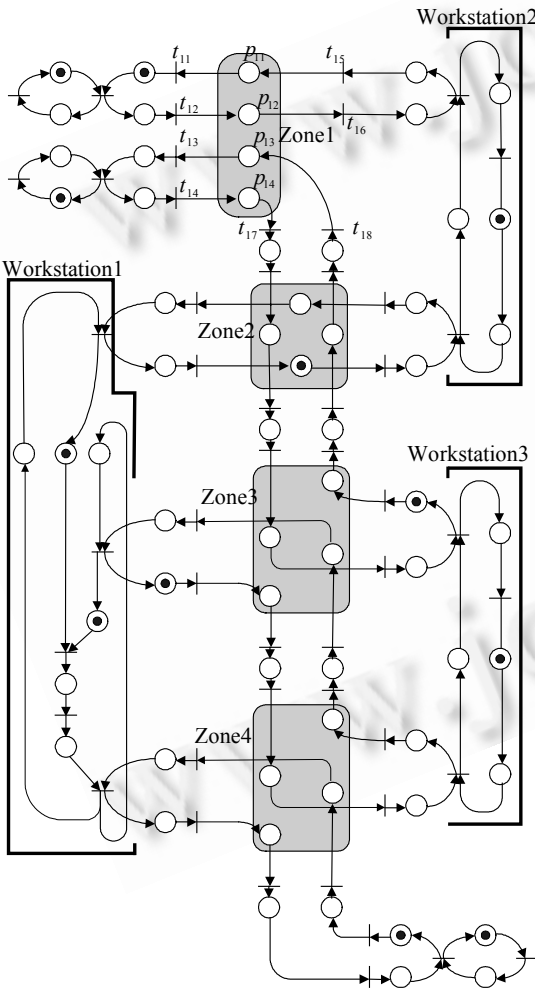 Workstation2
t11 p11 t15
t12 p12 t16
Zone1
t13 p13
t14 p14
t17 t18
Workstation1
Zone2
Workstation3
Zone3
Zone4